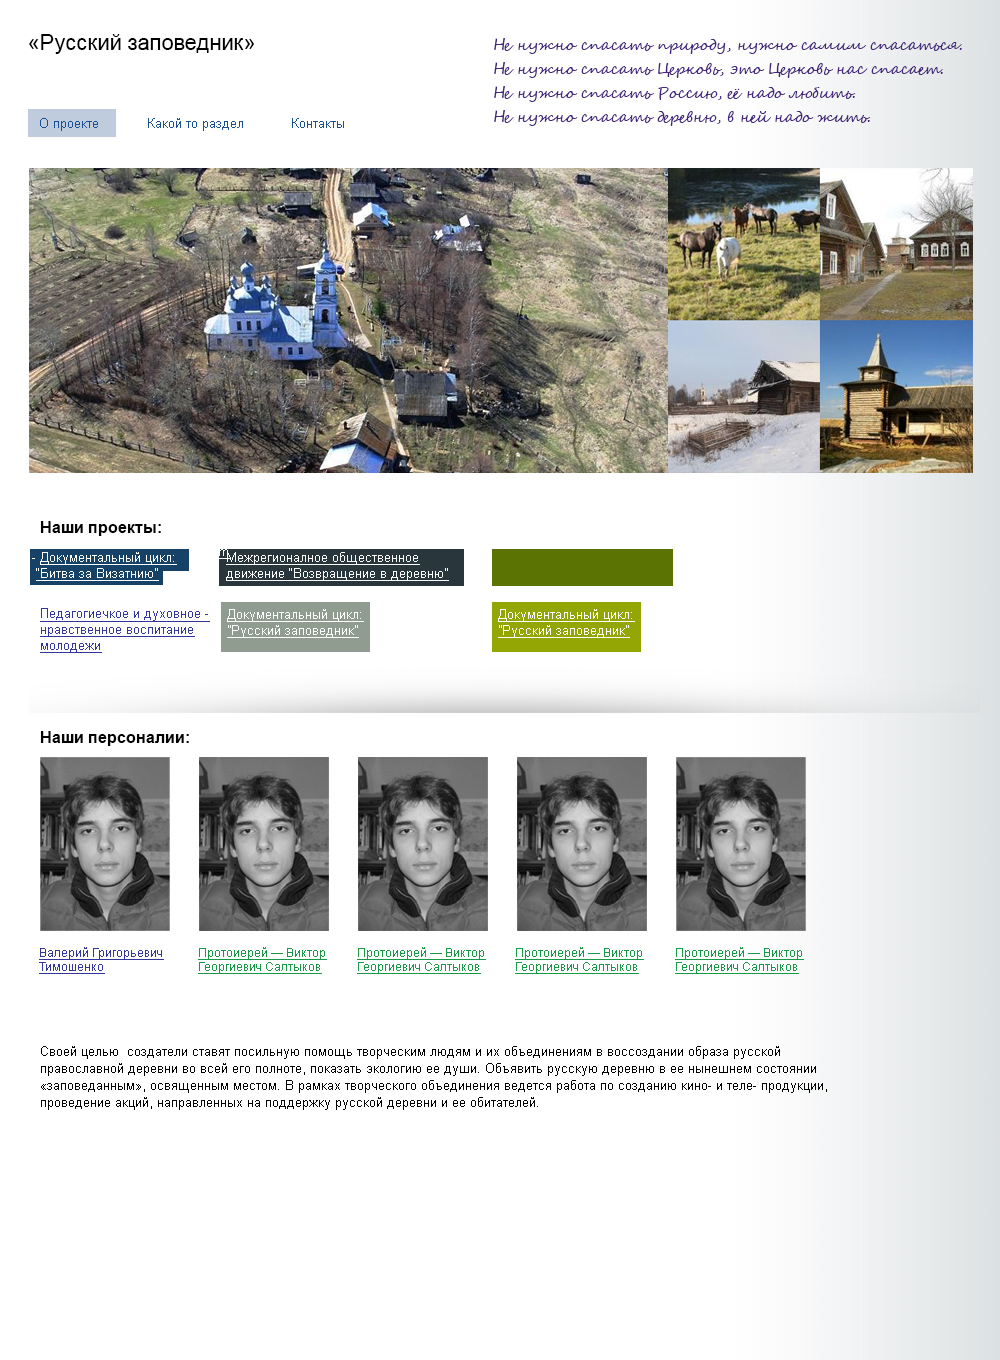 «Русский заповедник»
Не нужно спасать природу, нужно самим спасаться.
Не нужно спасать Церковь, это Церковь нас спасает.
Не нужно спасать Россию, её надо любить.
Не нужно спасать деревню, в ней надо жить.
О проекте Какой то раздел Контакты
Наши проекты:
- Документальный цикл:
"Битва за Визатнию"
Межрегионалное общественное
движение "Возвращение в деревню"
Педагогиечкое и духовное -
нравственное воспитание
молодежи
Документальный цикл:
"Русский заповедник"
Документальный цикл:
"Русский заповедник"
Наши персоналии:
Валерий Григорьевич
Тимошенко
Протоиерей — Виктор
Георгиевич Салтыков
Протоиерей — Виктор
Георгиевич Салтыков
Протоиерей — Виктор
Георгиевич Салтыков
Протоиерей — Виктор
Георгиевич Салтыков
Своей целью создатели ставят посильную помощь творческим людям и их объединениям в воссоздании образа русской
православной деревни во всей его полноте, показать экологию ее души. Объявить русскую деревню в ее нынешнем состоянии
«заповеданным», освященным местом. В рамках творческого объединения ведется работа по созданию кино- и теле- продукции,
проведение акций, направленных на поддержку русской деревни и ее обитателей.